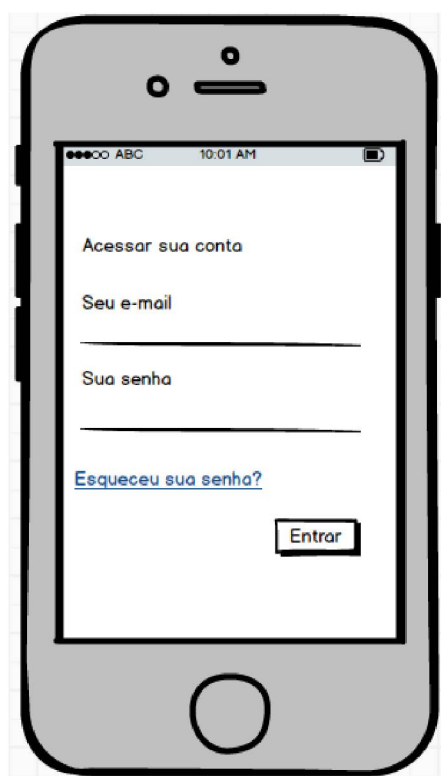 ABC 10:01 AM
Acessar sua conta
Seu e-mail
Sua senha
Esqueceu sua senha?
Entrar